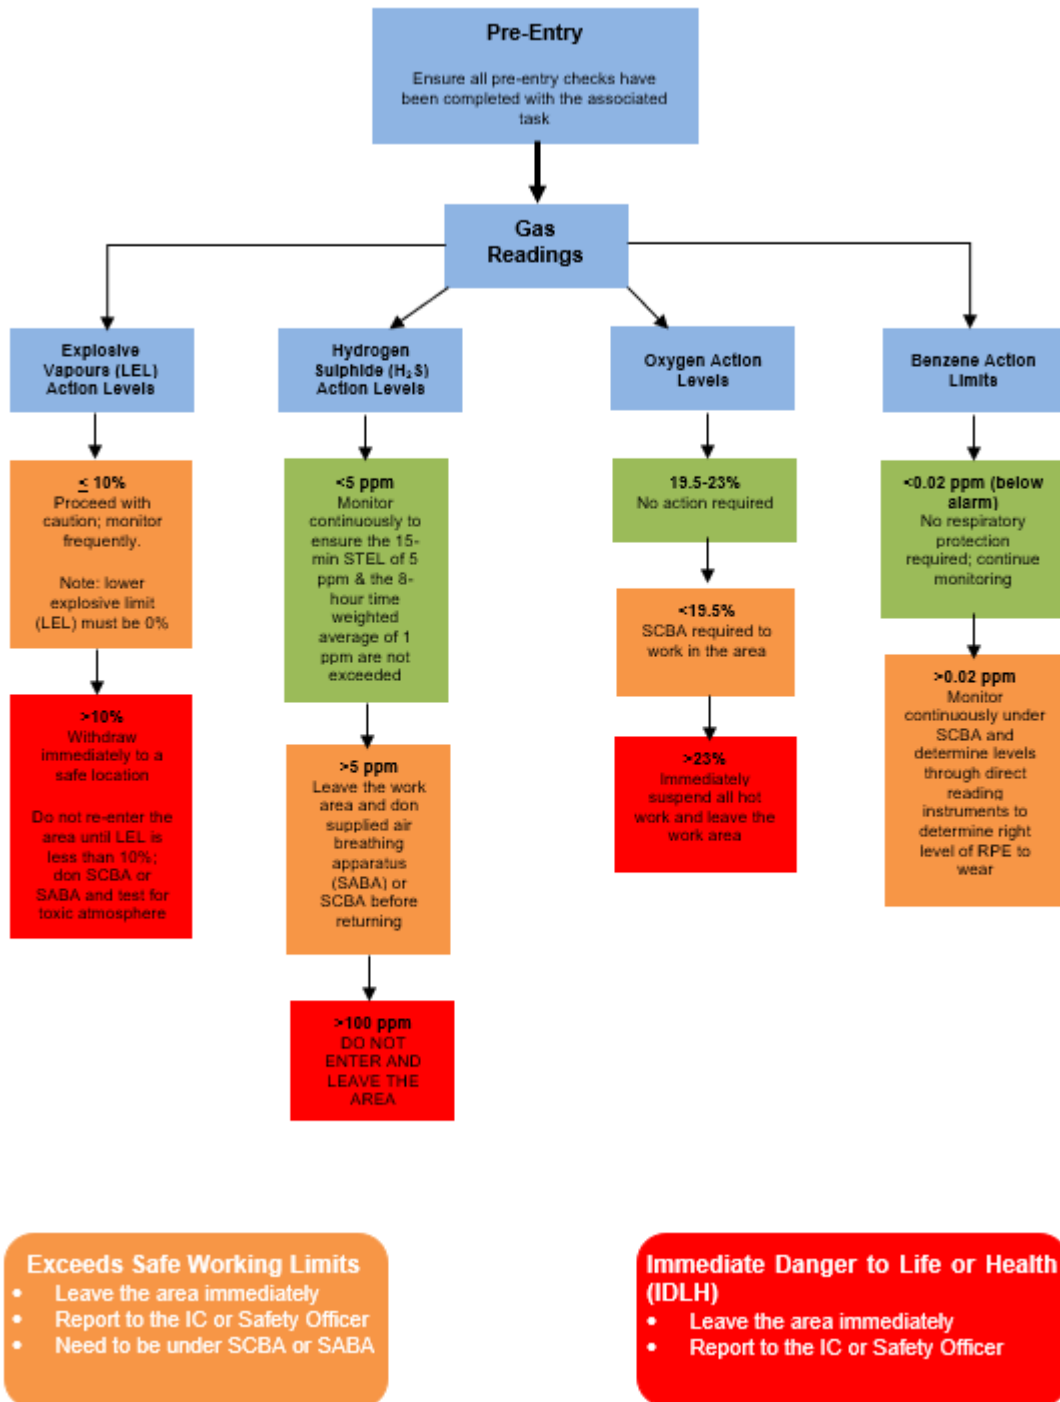 Pre-Entry
Ensure all pre-entry checks have
been completed with the associated
task
Gas
Readings
Explosive
Vapours (LEL)
Action Levels
Hydrogen
Sulphide (H₂S)
Action Levels
Oxygen Action
Levels
Benzene Action
Limits
≤ 10%
Proceed with
caution; monitor
frequently.
Note: lower
explosive limit
(LEL) must be 0%
>10%
Withdraw
immediately to a
safe location
Do not re-enter the
area until LEL is
less than 10%;
don SCBA or
SABA and test for
toxic atmosphere
<5 ppm
Monitor
continuously to
ensure the 15-
min STEL of 5
ppm & the 8-
hour time
weighted
average of 1
ppm are not
exceeded
>5 ppm
Leave the work
area and don
supplied air
breathing
apparatus
(SABA) or
SCBA before
returning
>100 ppm
DO NOT
ENTER AND
LEAVE THE
AREA
19.5-23%
No action required
<19.5%
SCBA required to
work in the area
>23%
Immediately
suspend all hot
work and leave the
work area
<0.02 ppm (below
alarm)
No respiratory
protection
required; continue
monitoring
>0.02 ppm
Monitor
continuously under
SCBA and
determine levels
through direct
reading
instruments to
determine right
level of RPE to
wear
Exceeds Safe Working Limits
• Leave the area immediately
• Report to the IC or Safety Officer
• Need to be under SCBA or SABA
Immediate Danger to Life or Health
(IDLH)
• Leave the area immediately
• Report to the IC or Safety Officer